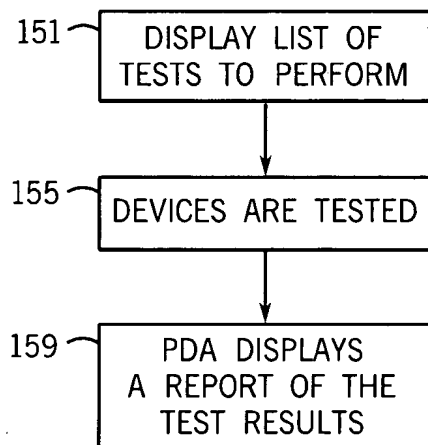 151
DISPLAY LIST OF
TESTS TO PERFORM
155
DEVICES ARE TESTED
159
PDA DISPLAYS
A REPORT OF THE
TEST RESULTS